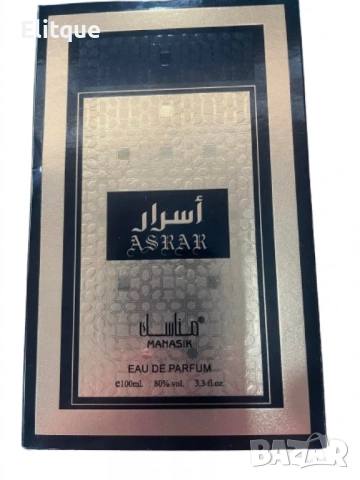 Elitque
أسرار
ASRAR
مناسك
MANASIK
EAU DE PARFUM
e100ml. 80% vol. 3.3 fl.oz.
BAZAR